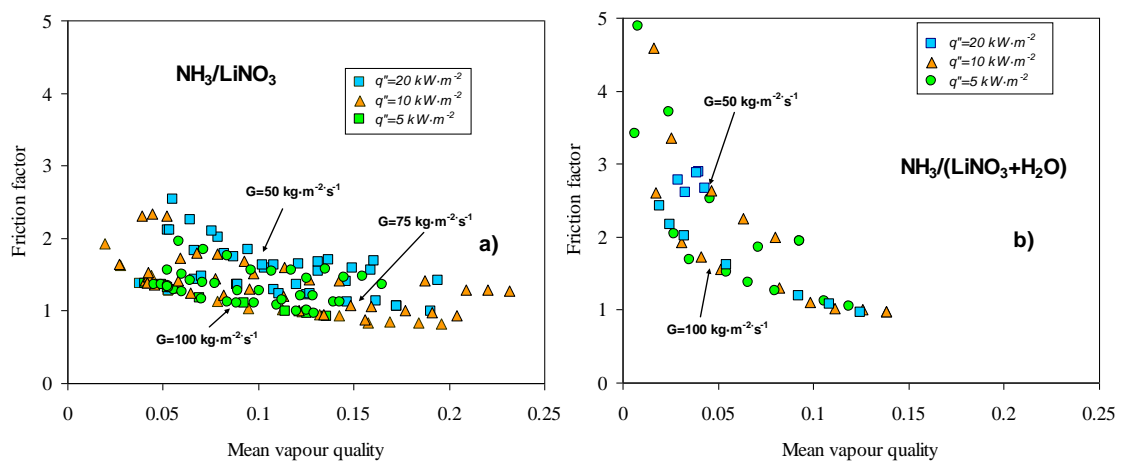 5
4
3
2
1
0
Friction factor
NH₃/LiNO₃
q"=20 kW·m⁻²
q"=10 kW·m⁻²
q"=5 kW·m⁻²
G=50 kg·m⁻²·s⁻¹
G=75 kg·m⁻²·s⁻¹
a)
G=100 kg·m⁻²·s⁻¹
0 0.05 0.1 0.15 0.2 0.25
Mean vapour quality
5
4
3
2
1
0
Friction factor
q"=20 kW·m⁻²
q"=10 kW·m⁻²
q"=5 kW·m⁻²
G=50 kg·m⁻²·s⁻¹
NH₃/(LiNO₃+H₂O)
b)
G=100 kg·m⁻²·s⁻¹
0 0.05 0.1 0.15 0.2 0.25
Mean vapour quality